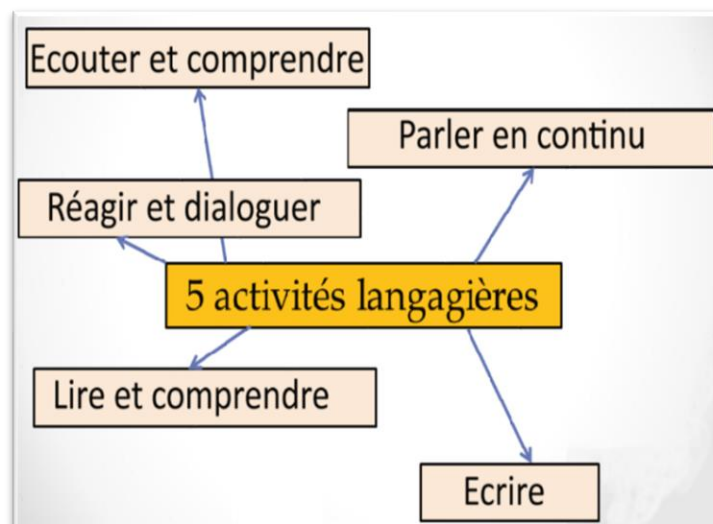 Ecouter et comprendre
Parler en continu
Réagir et dialoguer
5 activités langagières
Lire et comprendre
Ecrire